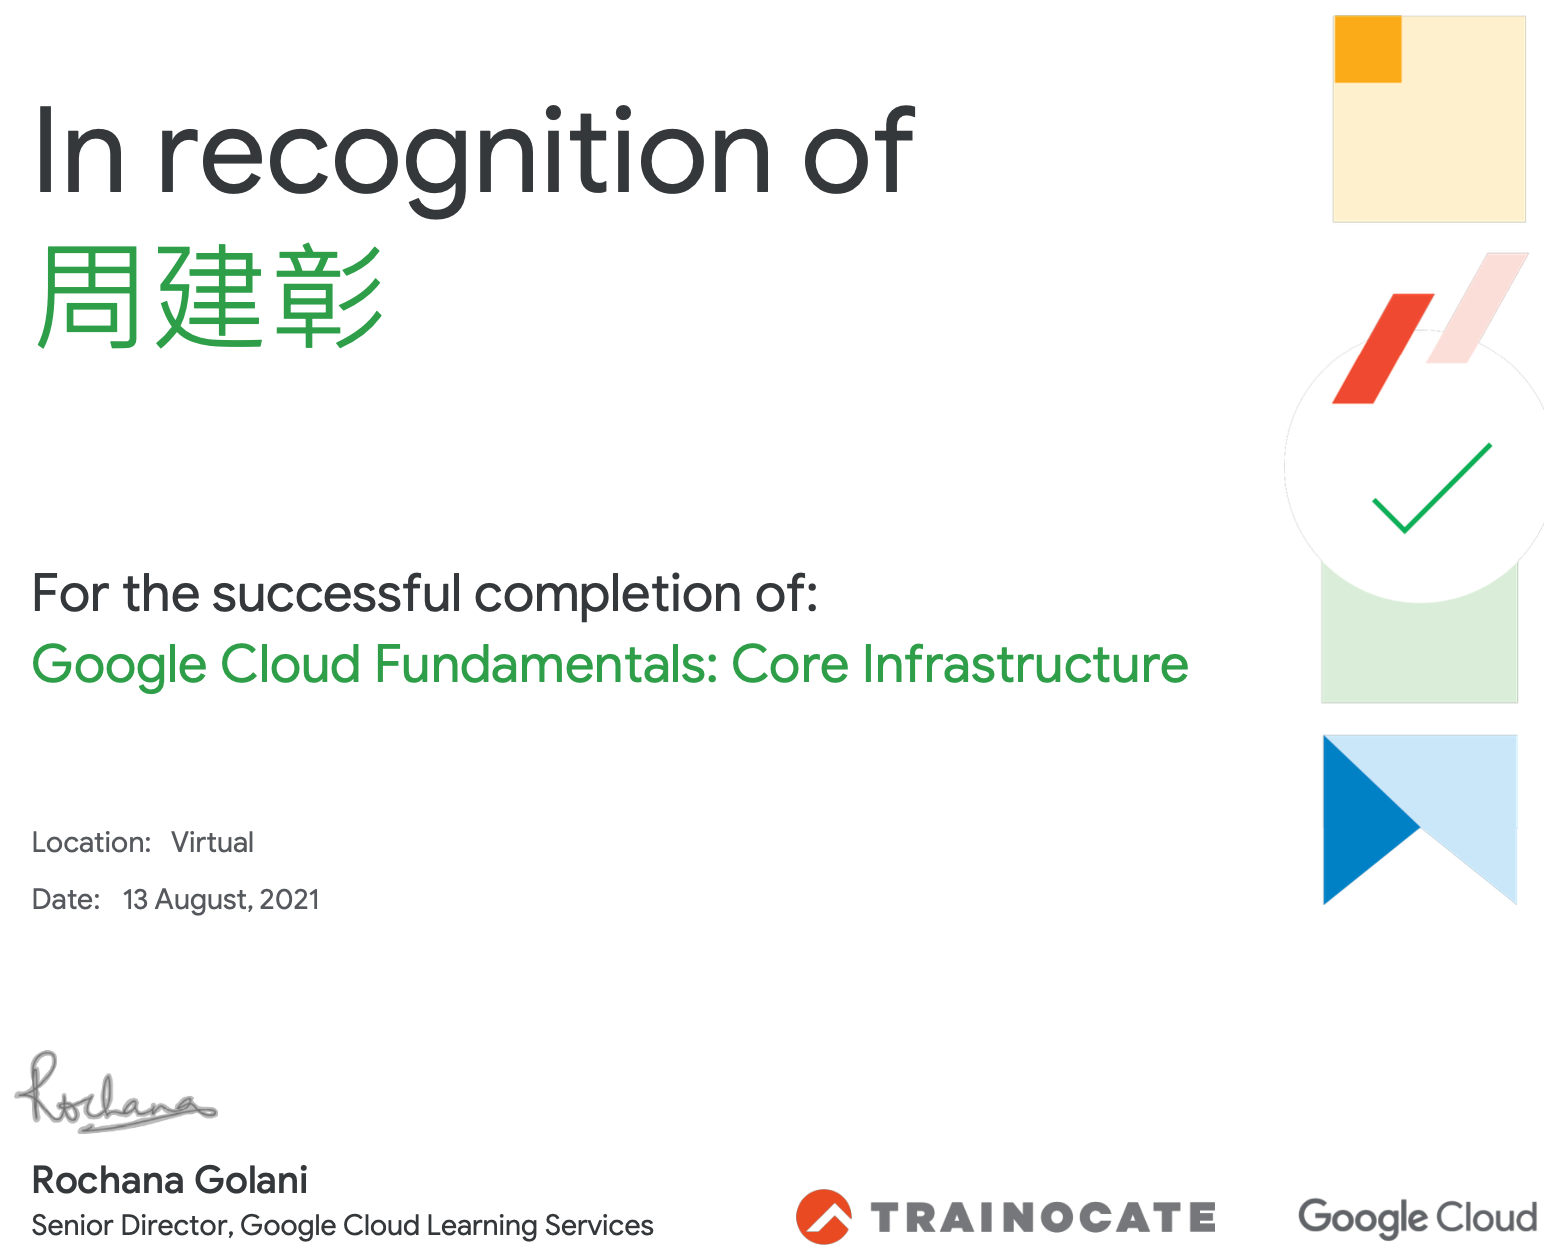 In recognition of
周建彰
For the successful completion of:
Google Cloud Fundamentals: Core Infrastructure
Location: Virtual
Date: 13 August, 2021
Rochana
Rochana Golani
Senior Director, Google Cloud Learning Services
TRAINOCATE
Google Cloud